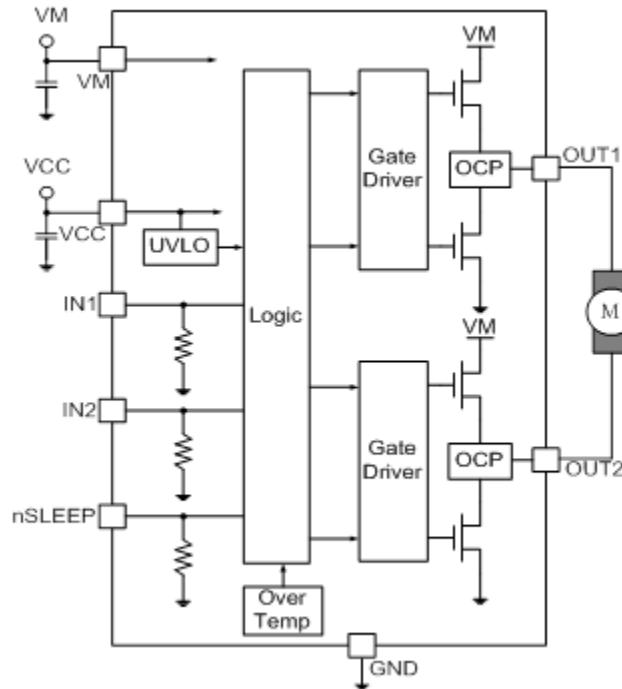 VM
VM
VM
OUT1
Gate
Driver
OCP
VCC
VCC
UVLO
IN1
Logic
VM
M
IN2
Gate
Driver
OCP
OUT2
nSLEEP
Over
Temp
GND